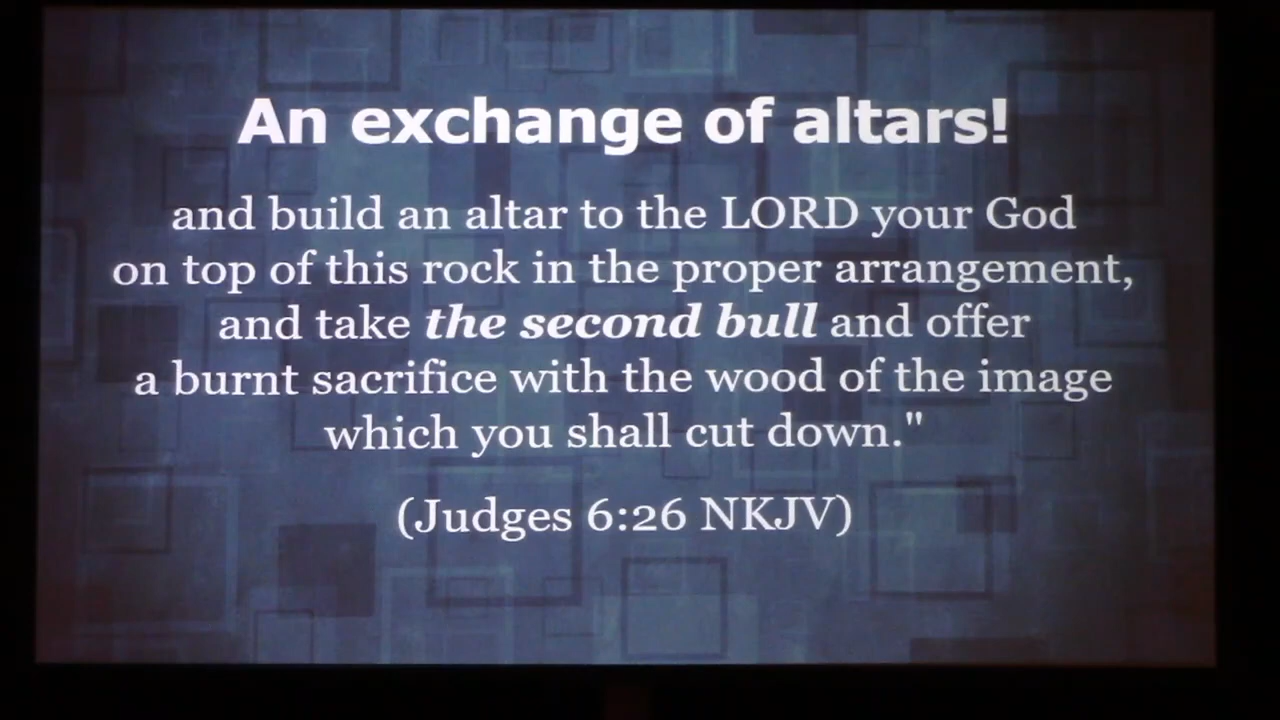 An exchange of altars!
and build an altar to the LORD your God
on top of this rock in the proper arrangement,
and take the second bull and offer
a burnt sacrifice with the wood of the image
which you shall cut down."
(Judges 6:26 NKJV)